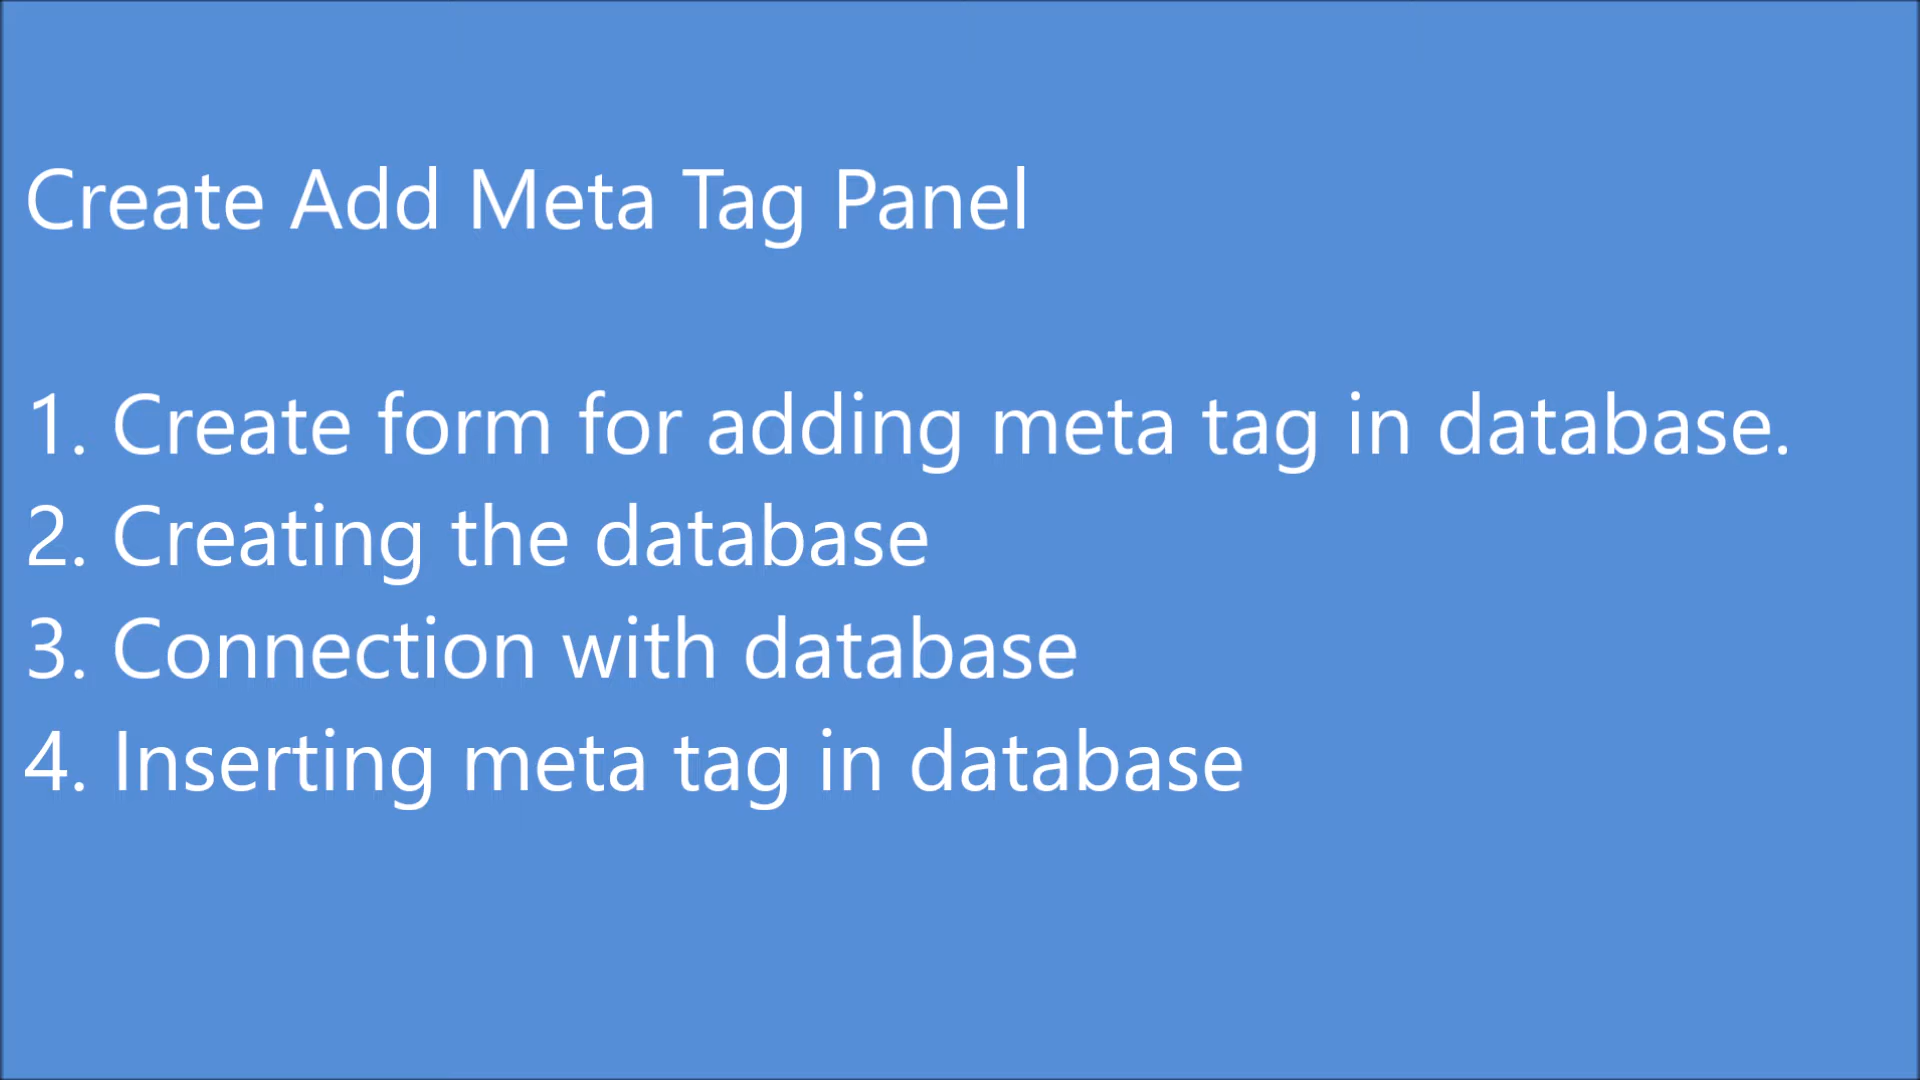 Create Add Meta Tag Panel
1. Create form for adding meta tag in database.
2. Creating the database
3. Connection with database
4. Inserting meta tag in database